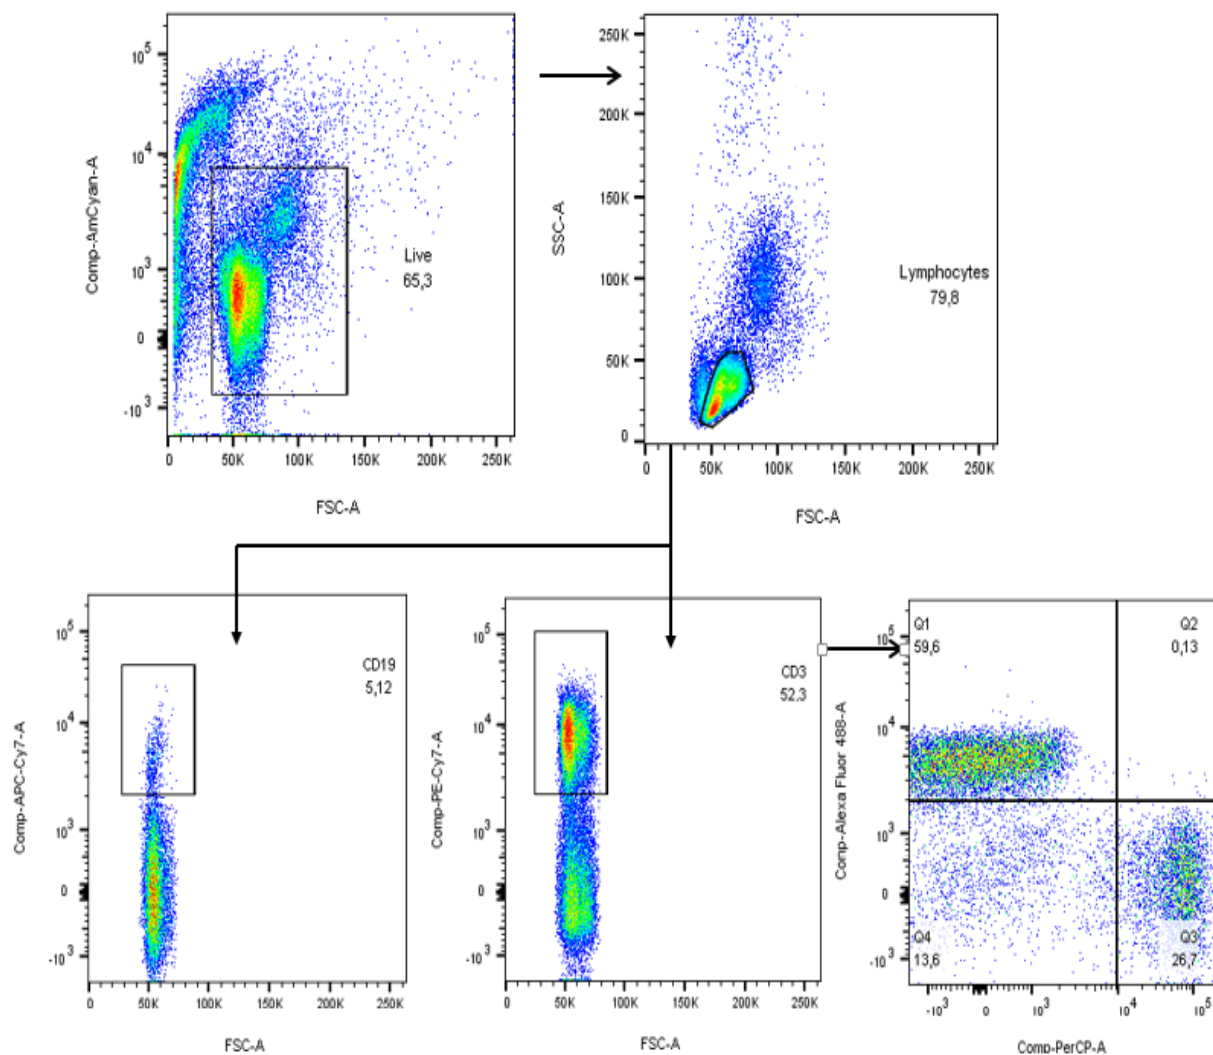 10^5
10^4
10^3
0
-10^3
Comp-AmCyan-A
Live
65,3
0 50K 100K 150K 200K 250K
FSC-A
250K
200K
150K
100K
50K
0
SSC-A
Lymphocytes
79,8
0 50K 100K 150K 200K 250K
FSC-A
10^5
10^4
10^3
0
-10^3
Comp-APC-Cy7-A
CD19
5,12
0 50K 100K 150K 200K 250K
FSC-A
10^5
10^4
10^3
0
-10^3
Comp-PE-Cy7-A
CD3
52.3
0 50K 100K 150K 200K 250K
FSC-A
10^5
10^4
10^3
0
-10^3
Comp-Alexa Fluor 488-A
Q1
59,6
Q2
0,13
Q4
13,6
Q3
26,7
-10^3 0 10^3 10^4 10^5
Comp-PerCP-A